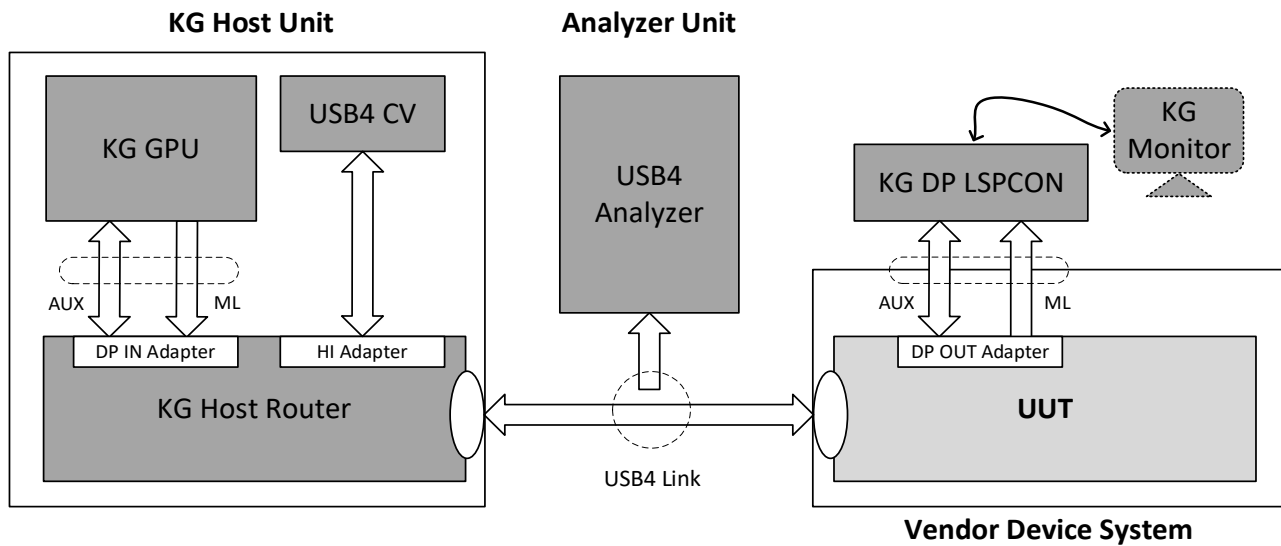 KG Host Unit
Analyzer Unit
KG GPU
USB4 CV
USB4
Analyzer
KG
Monitor
KG DP LSPCON
AUX
ML
AUX
ML
DP IN Adapter
HI Adapter
DP OUT Adapter
KG Host Router
UUT
USB4 Link
Vendor Device System